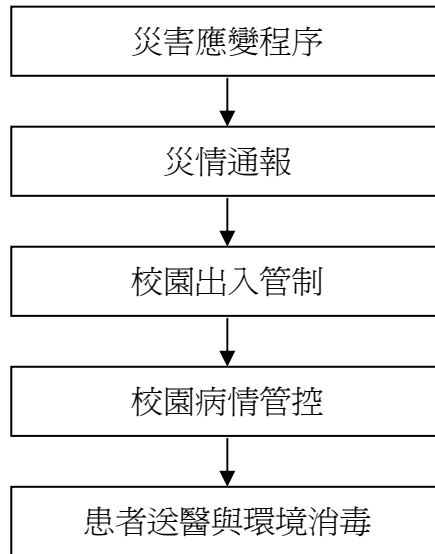 災害應變程序
災情通報
校園出入管制
校園病情管控
患者送醫與環境消毒